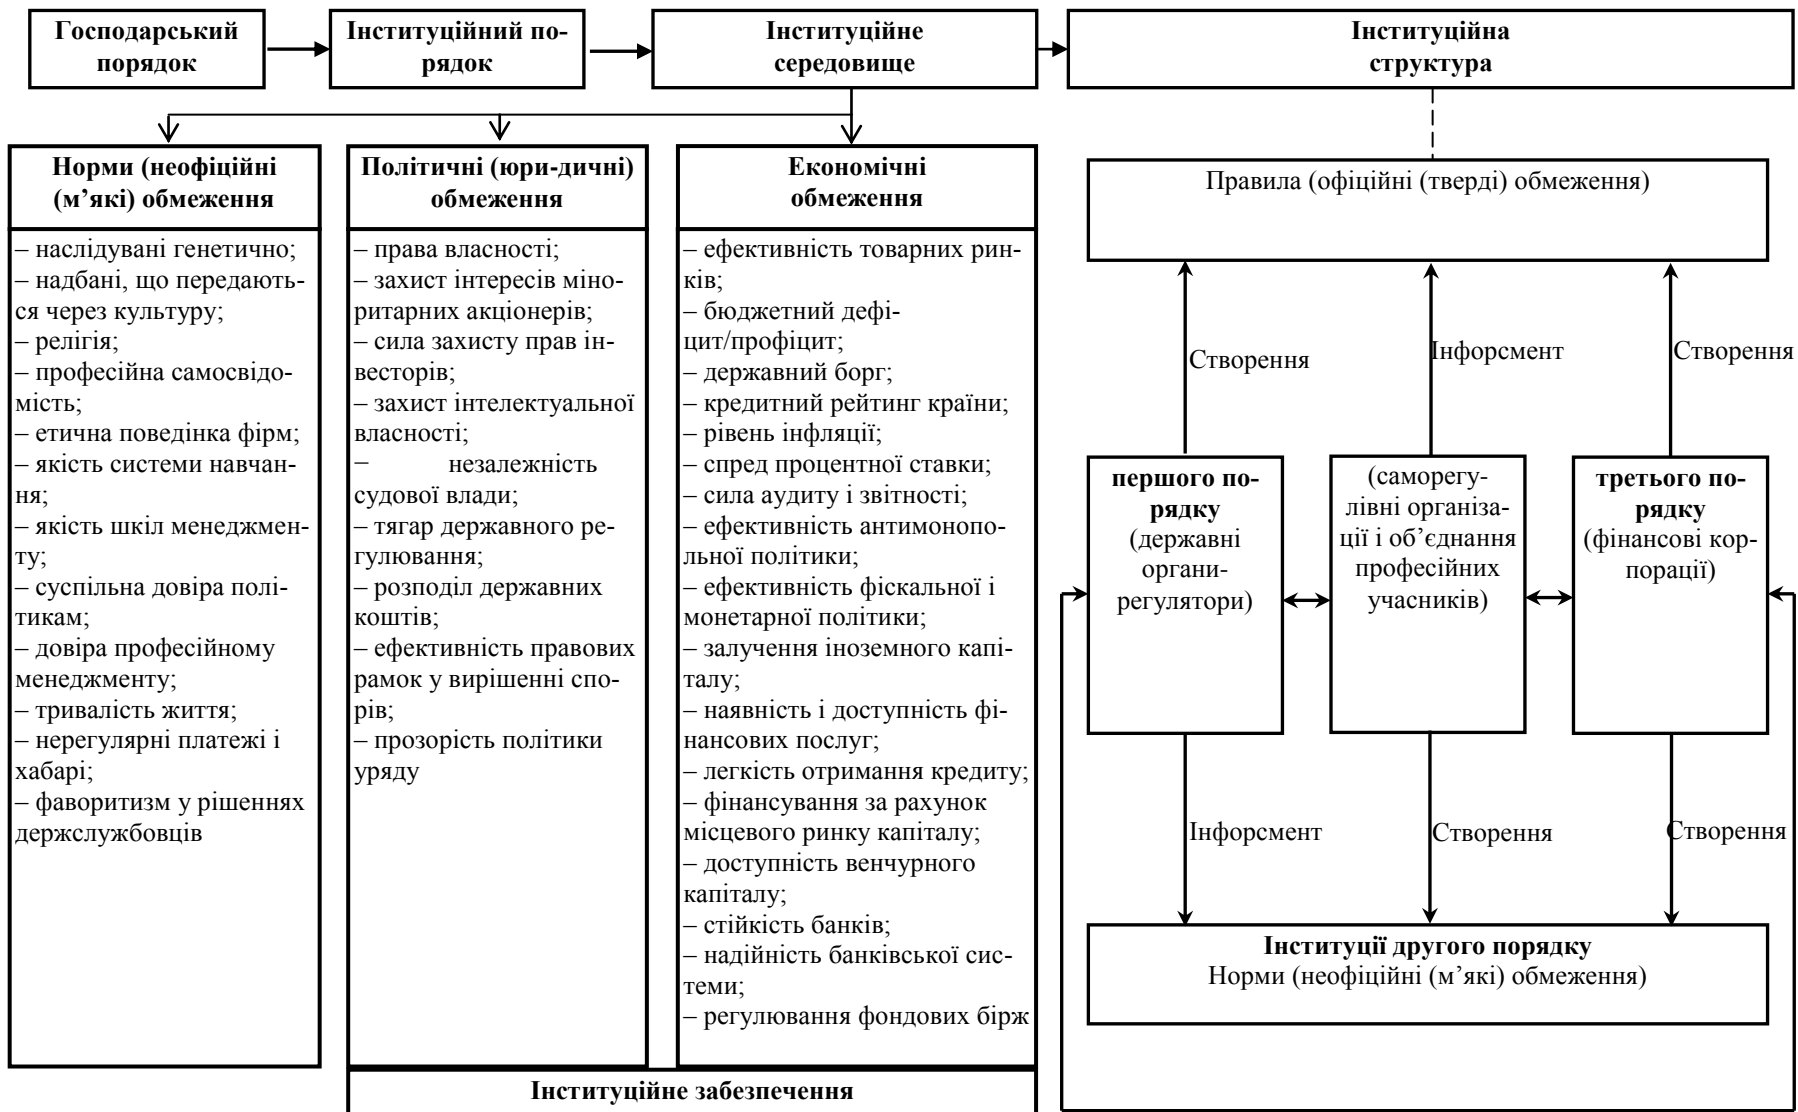 Господарський
порядок
Інституційний по-
рядок
Інституційне
середовище
Інституційна
структура
Норми (неофіційні
(м’які) обмеження
– наслідувані генетично;
– надбані, що передають-
ся через культуру;
– релігія;
– професійна самосвідо-
мість;
– етична поведінка фірм;
– якість системи навчан-
ня;
– якість шкіл менеджмен-
ту;
– суспільна довіра полі-
тикам;
– довіра професійному
менеджменту;
– тривалість життя;
– нерегулярні платежі і
хабарі;
– фаворитизм у рішеннях
держслужбовців
Політичні (юри-дичні)
обмеження
– права власності;
– захист інтересів міно-
ритарних акціонерів;
– сила захисту прав ін-
весторів;
– захист інтелектуальної
власності;
– незалежність
судової влади;
– тягар державного ре-
гулювання;
– розподіл державних
коштів;
– ефективність правових
рамок у вирішенні спо-
рів;
– прозорість політики
уряду
Економічні
обмеження
– ефективність товарних рин-
ків;
– бюджетний дефі-
цит/профіцит;
– державний борг;
– кредитний рейтинг країни;
– рівень інфляції;
– спред процентної ставки;
– сила аудиту і звітності;
– ефективність антимонопо-
льної політики;
– ефективність фіскальної і
монетарної політики;
– залучення іноземного капі-
талу;
– наявність і доступність фі-
нансових послуг;
– легкість отримання кредиту;
– фінансування за рахунок
місцевого ринку капіталу;
– доступність венчурного
капіталу;
– стійкість банків;
– надійність банківської сис-
теми;
– регулювання фондових бірж
Інституційне забезпечення
Правила (офіційні (тверді) обмеження)
Створення
Інфорсмент
Створення
першого по-
рядку
(державні
органи-
регулятори)
(саморегу-
лівні організа-
ції і об’єднання
професійних
учасників)
третього по-
рядку
(фінансові кор-
порації)
Інфорсмент
Створення
Створення
Інституції другого порядку
Норми (неофіційні (м’які) обмеження)